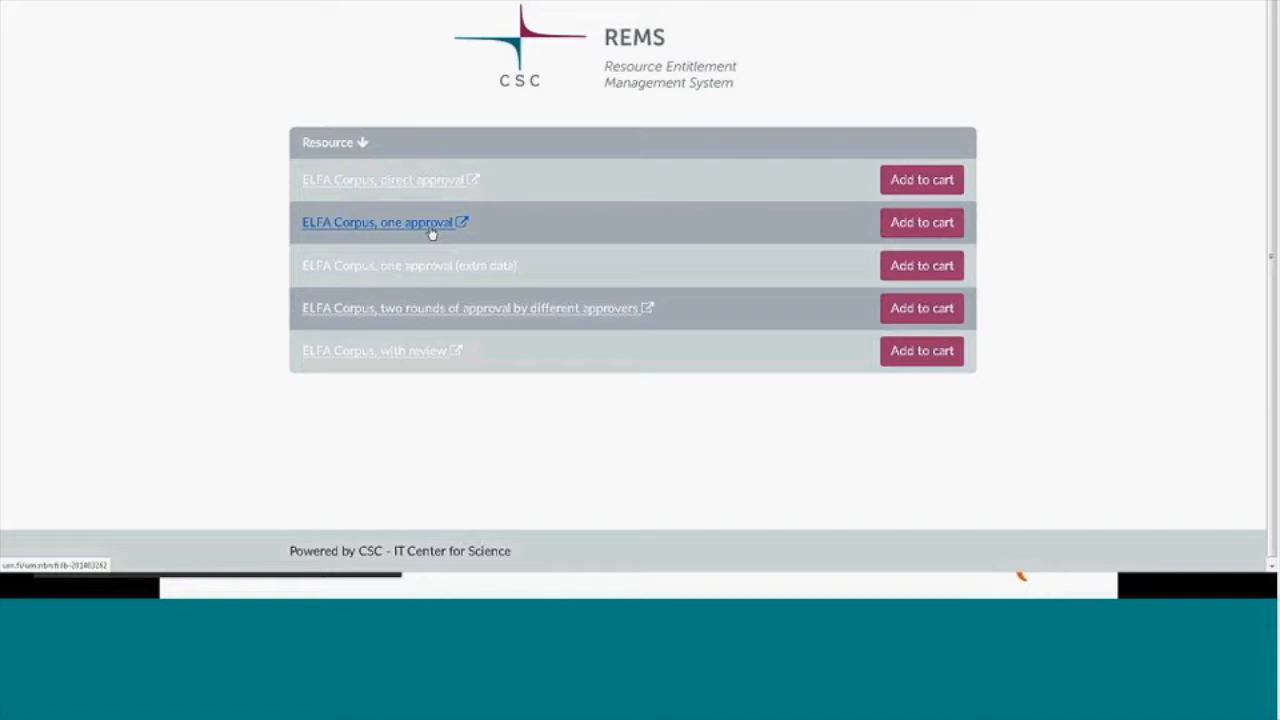 REMS
Resource Entitlement
Management System
CSC
Resource
ELFA Corpus, direct approval
Add to cart
ELFA Corpus, one approval
Add to cart
ELFA Corpus, one approval (extra data)
Add to cart
ELFA Corpus, two rounds of approval by different approvers
Add to cart
ELFA Corpus, with review
Add to cart
Powered by CSC - IT Center for Science